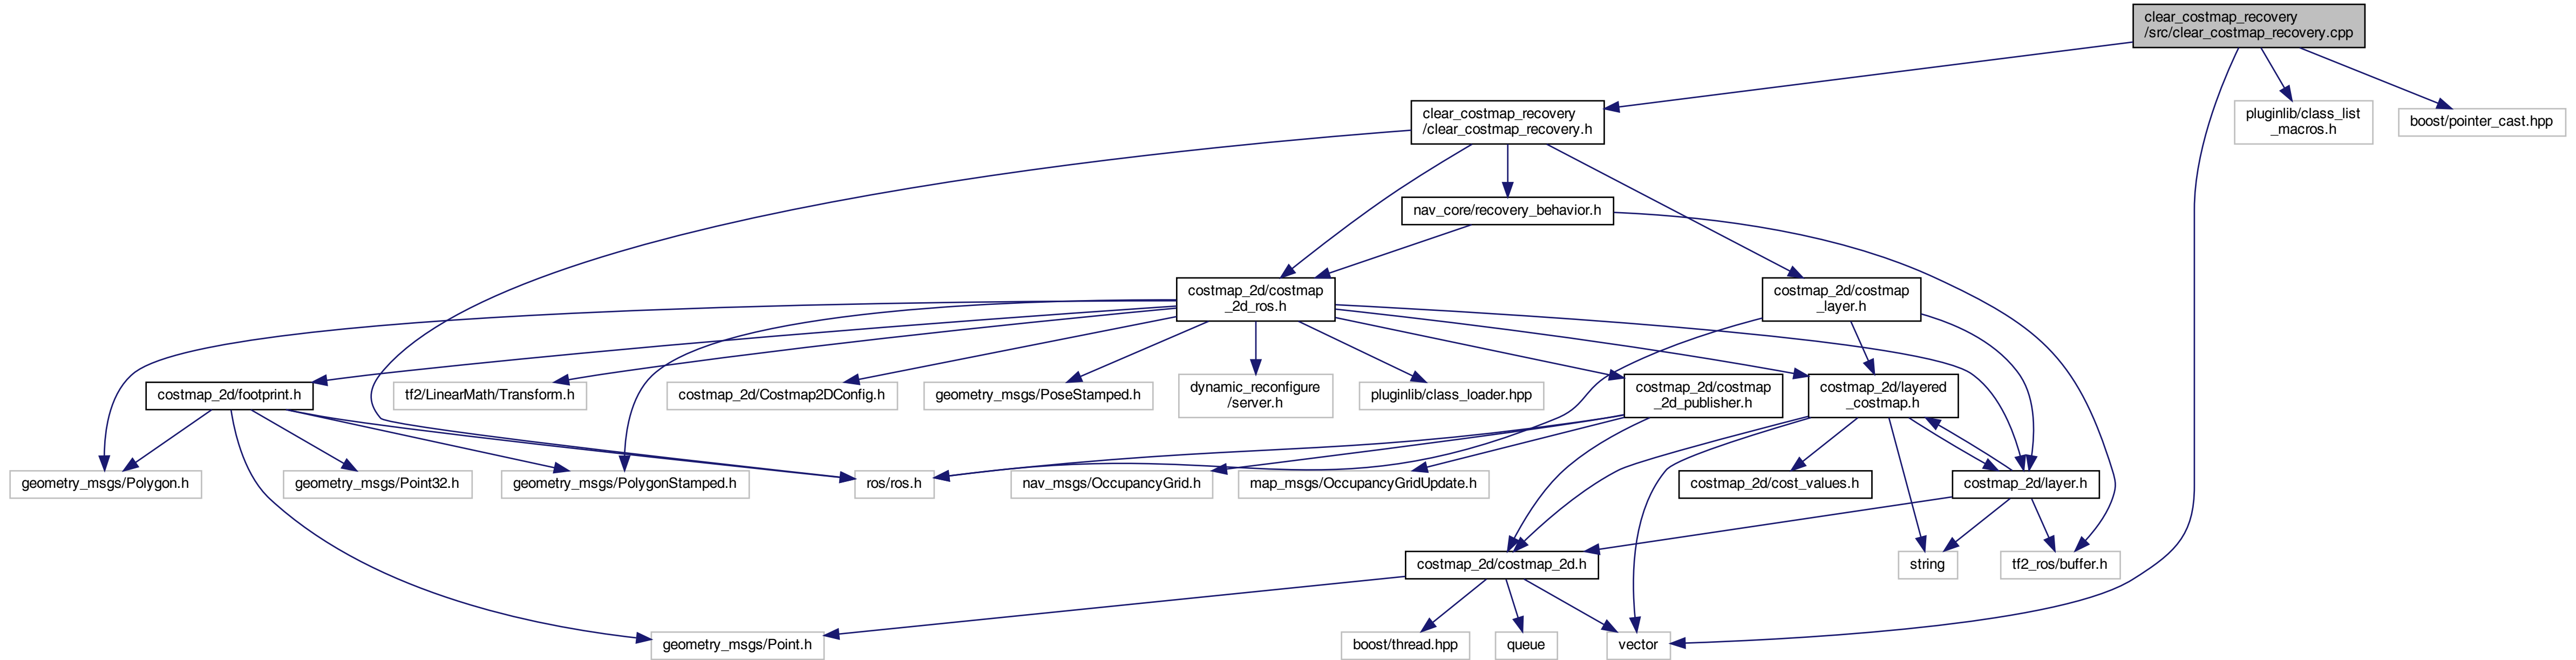 clear_costmap_recovery
/src/clear_costmap_recovery.cpp
clear_costmap_recovery
/clear_costmap_recovery.h
pluginlib/class_list
_macros.h
boost/pointer_cast.hpp
nav_core/recovery_behavior.h
costmap_2d/costmap
_2d_ros.h
costmap_2d/costmap
_layer.h
costmap_2d/footprint.h
tf2/LinearMath/Transform.h
costmap_2d/Costmap2DConfig.h
geometry_msgs/PoseStamped.h
dynamic_reconfigure
/server.h
pluginlib/class_loader.hpp
costmap_2d/costmap
_2d_publisher.h
costmap_2d/layered
_costmap.h
geometry_msgs/Polygon.h
geometry_msgs/Point32.h
geometry_msgs/PolygonStamped.h
ros/ros.h
nav_msgs/OccupancyGrid.h
map_msgs/OccupancyGridUpdate.h
costmap_2d/cost_values.h
costmap_2d/layer.h
costmap_2d/costmap_2d.h
string
tf2_ros/buffer.h
geometry_msgs/Point.h
boost/thread.hpp
queue
vector